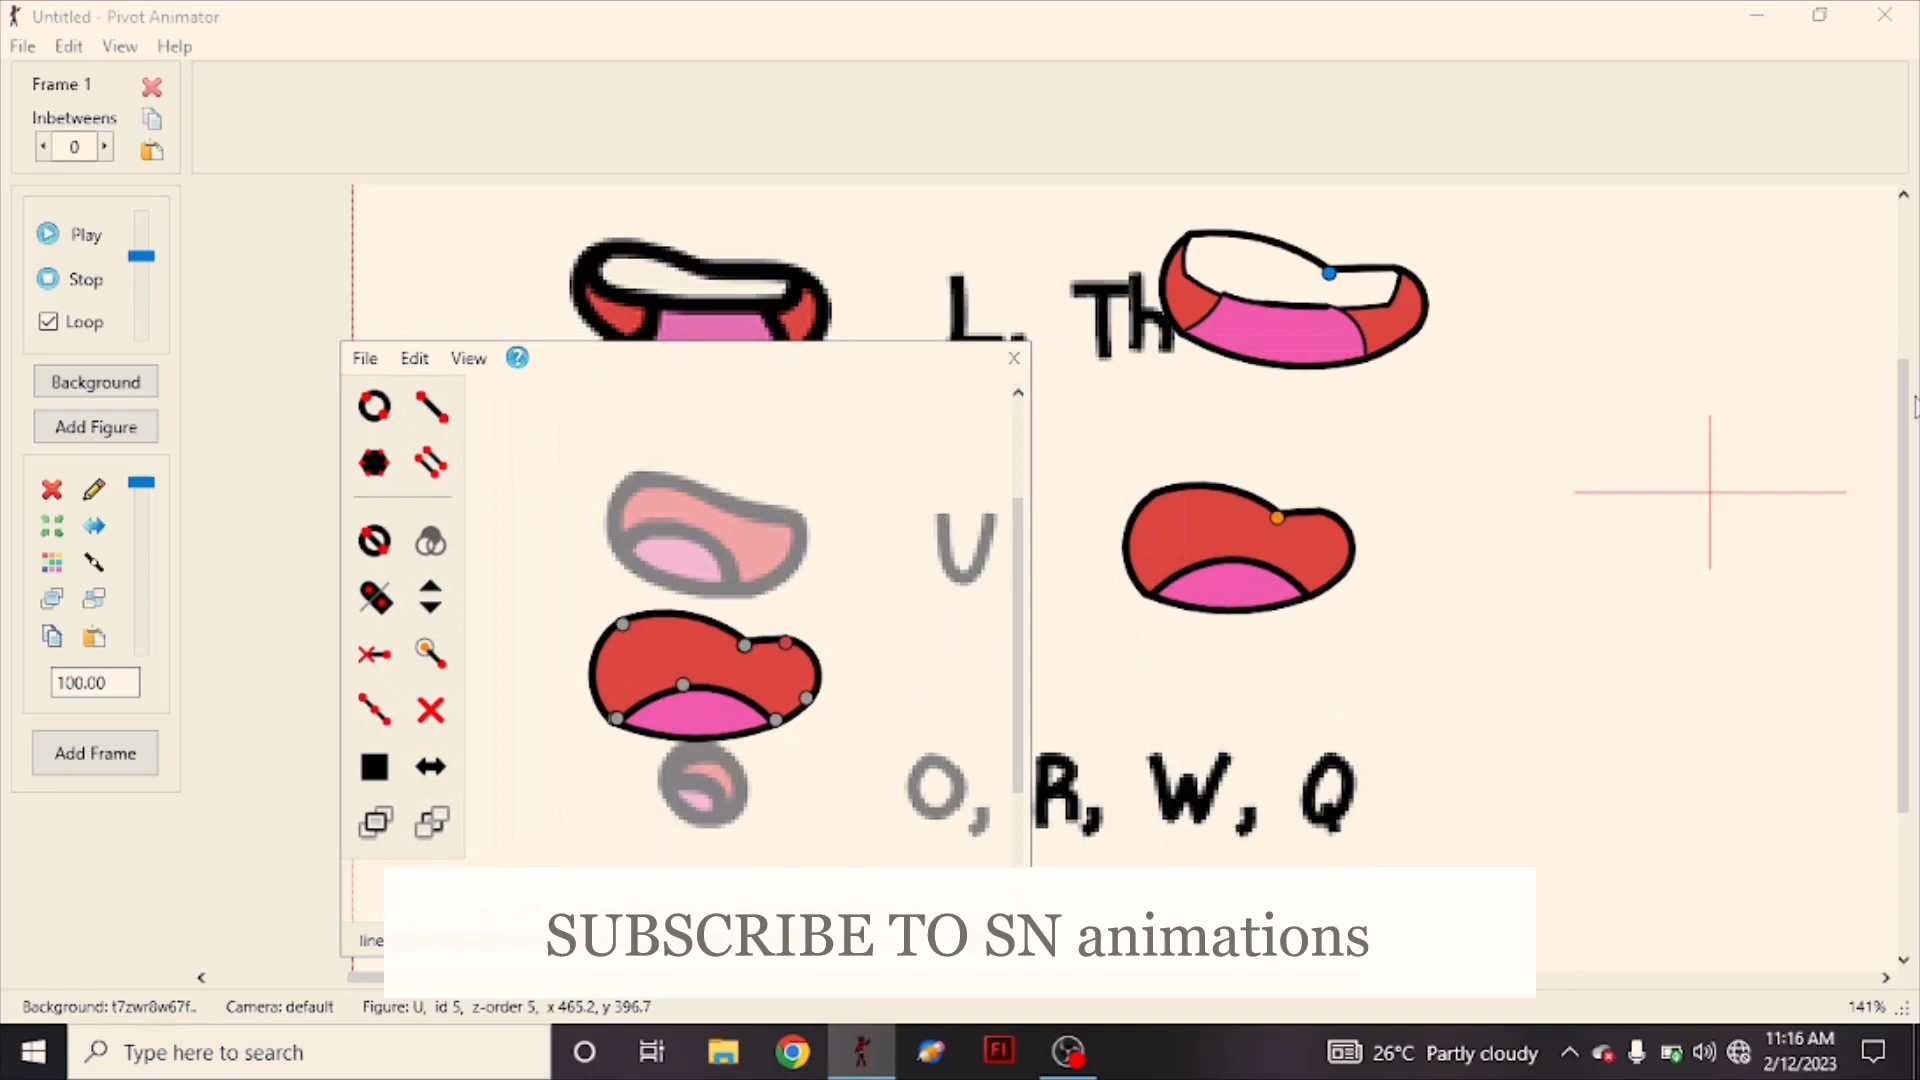 Untitled - Pivot Animator
File Edit View Help
Frame 1
Inbetweens
0
Play
Stop
Loop
Background
Add Figure
100.00
Add Frame
L, Th
File Edit View ?
U
O, R, W, Q
line
SUBSCRIBE TO SN animations
Background: t7zwr8w67f.. Camera: default Figure: U, id 5, z-order 5, x 465.2, y 396.7
141%
Type here to search
Fl
26°C Partly cloudy
11:16 AM
2/12/2023